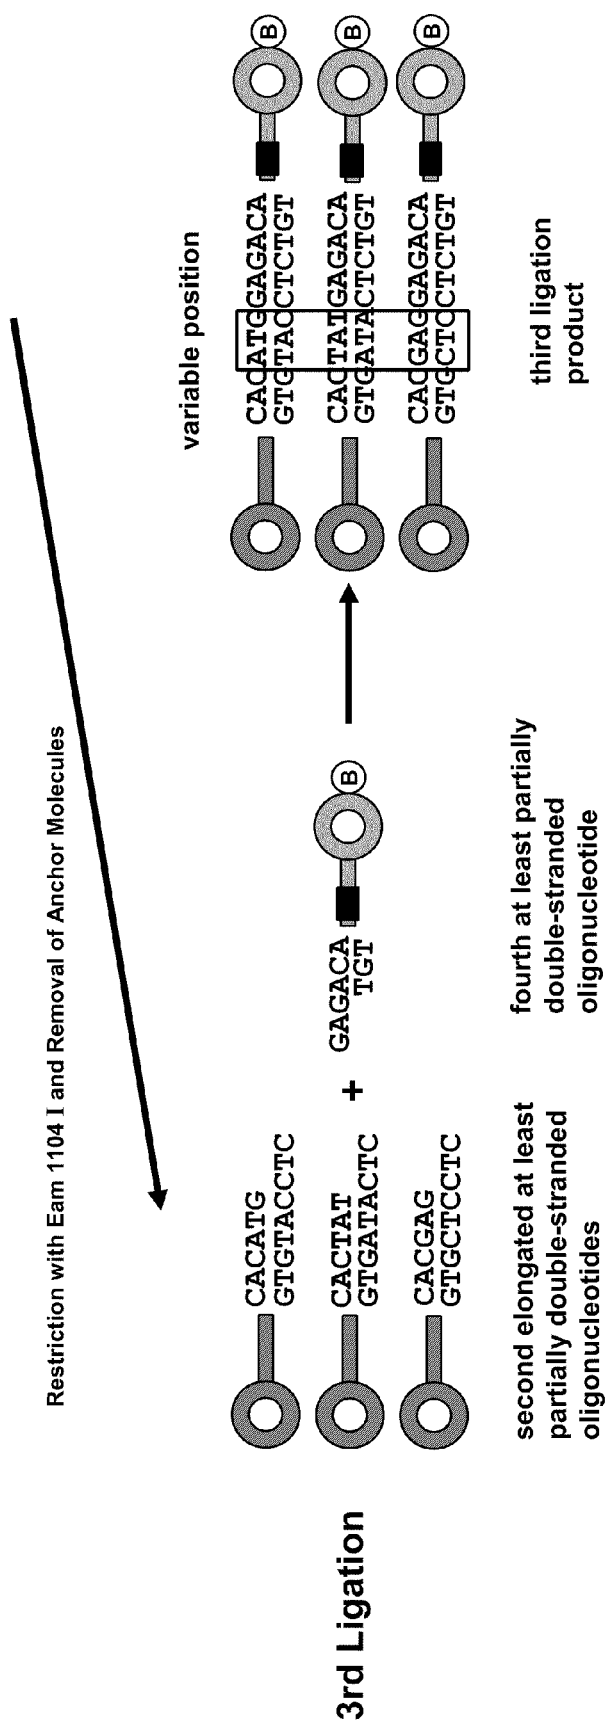 Restriction with Eam 1104 I and Removal of Anchor Molecules
3rd Ligation
CACATG
GTGTACCTC
CACTAT
GTGATACTC
CACGAG
GTGCTCCTC
second elongated at least
partially double-stranded
oligonucleotides
+
GAGACA
TGT
B
fourth at least partially
double-stranded
oligonucleotide
variable position
CACATGGAGACA
GTGTACCTCTGT
B
CACTATGAGACA
GTGATACTCTGT
B
CACGAGGAGACA
GTGCTCCTCTGT
B
third ligation
product